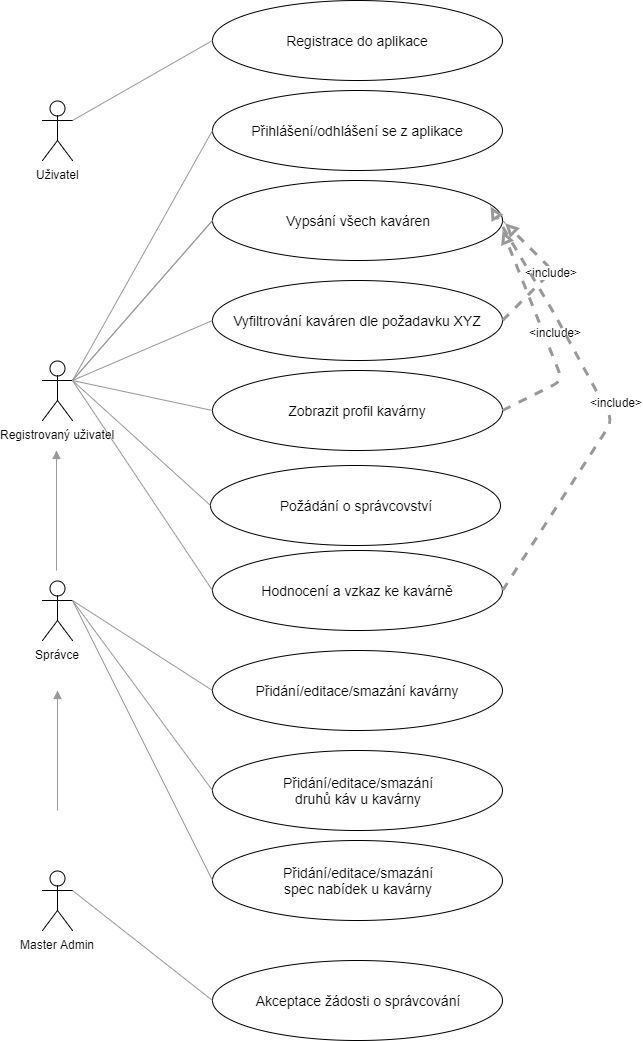 Registrace do aplikace
Uživatel
Přihlášení/odhlášení se z aplikace
Vypsání všech kaváren
<include>
Vyfiltrování kaváren dle požadavku XYZ
<include>
Zobrazit profil kavárny
<include>
Registrovaný uživatel
Požádání o správcovství
Hodnocení a vzkaz ke kavárně
Správce
Přidání/editace/smazání kavárny
Přidání/editace/smazání
druhů káv u kavárny
Přidání/editace/smazání
spec nabídek u kavárny
Master Admin
Akceptace žádosti o správcování